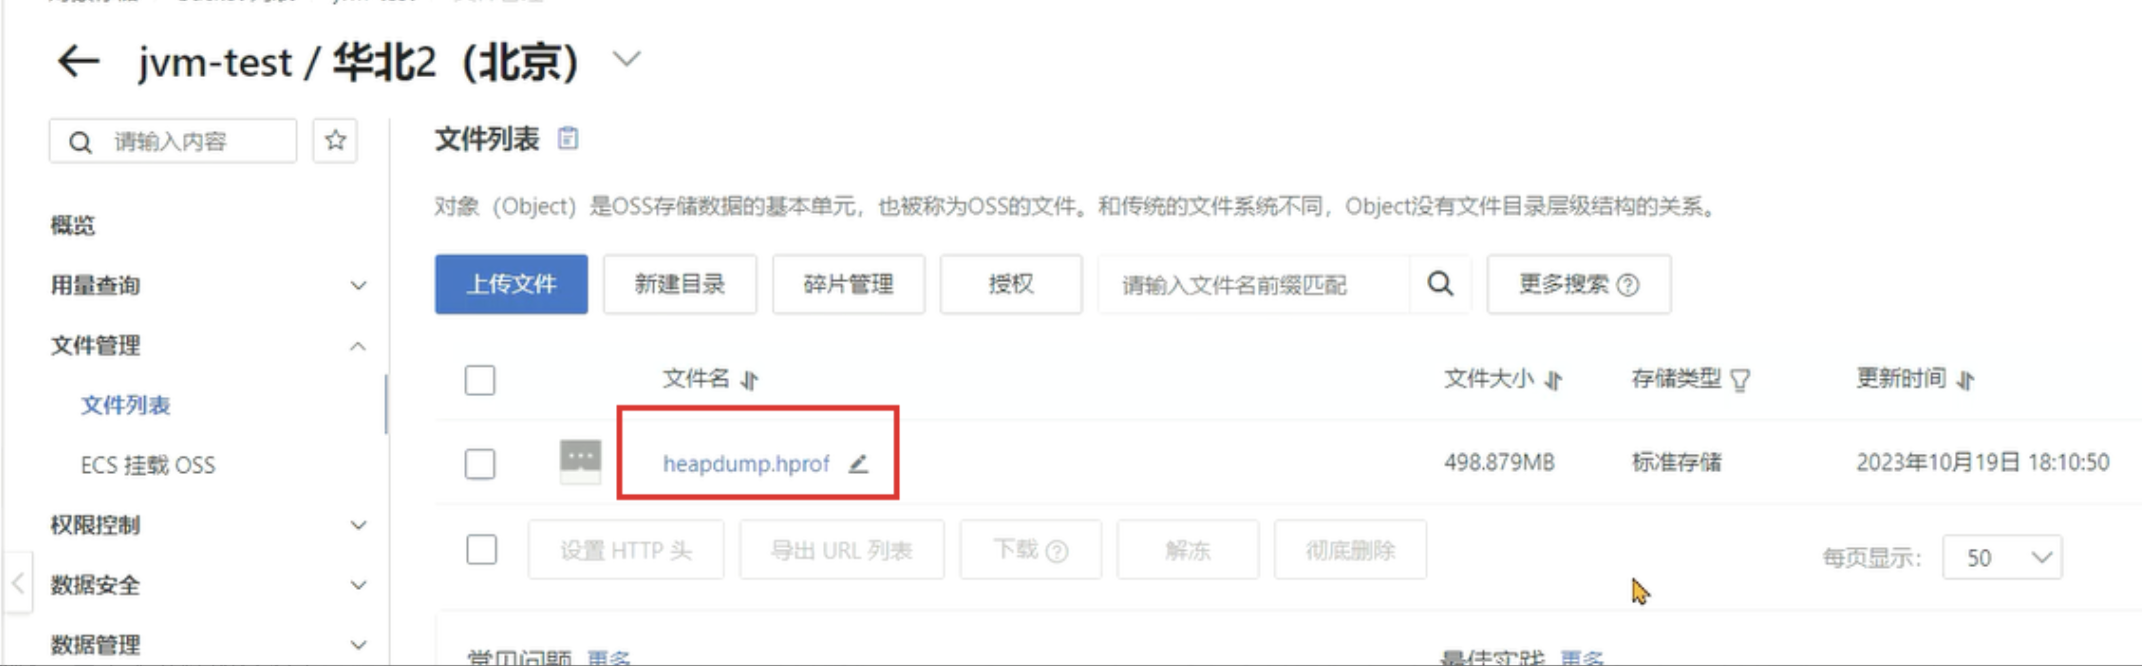 jvm-test / 华北2（北京）
请输入内容
概览
用量查询
文件管理
文件列表
ECS 挂载 OSS
权限控制
数据安全
数据管理
文件列表
对象（Object）是OSS存储数据的基本单元，也被称为OSS的文件。和传统的文件系统不同，Object没有文件目录层级结构的关系。
上传文件 新建目录 碎片管理 授权 请输入文件名前缀匹配 更多搜索
文件名 文件大小 存储类型 更新时间
heapdump.hprof 498.879MB 标准存储 2023年10月19日 18:10:50
设置 HTTP 头 导出 URL 列表 下载 解冻 彻底删除 每页显示： 50
常见问题 更多 最佳实践 更多